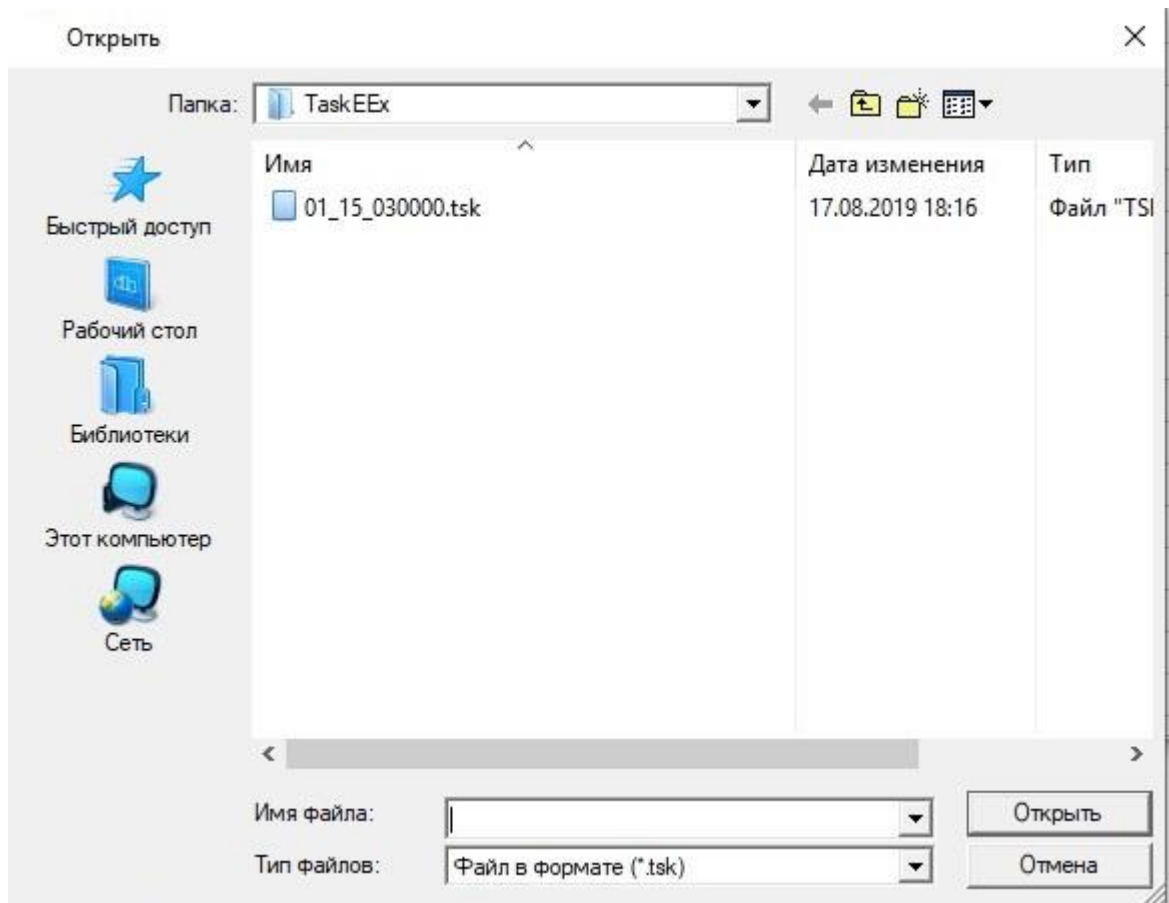 Открыть
Папка: TaskEEx
Имя Дата изменения Тип
01_15_030000.tsk 17.08.2019 18:16 Файл "TSI
Быстрый доступ
Рабочий стол
Библиотеки
Этот компьютер
Сеть
Имя файла: Открыть
Тип файлов: Файл в формате (*.tsk) Отмена